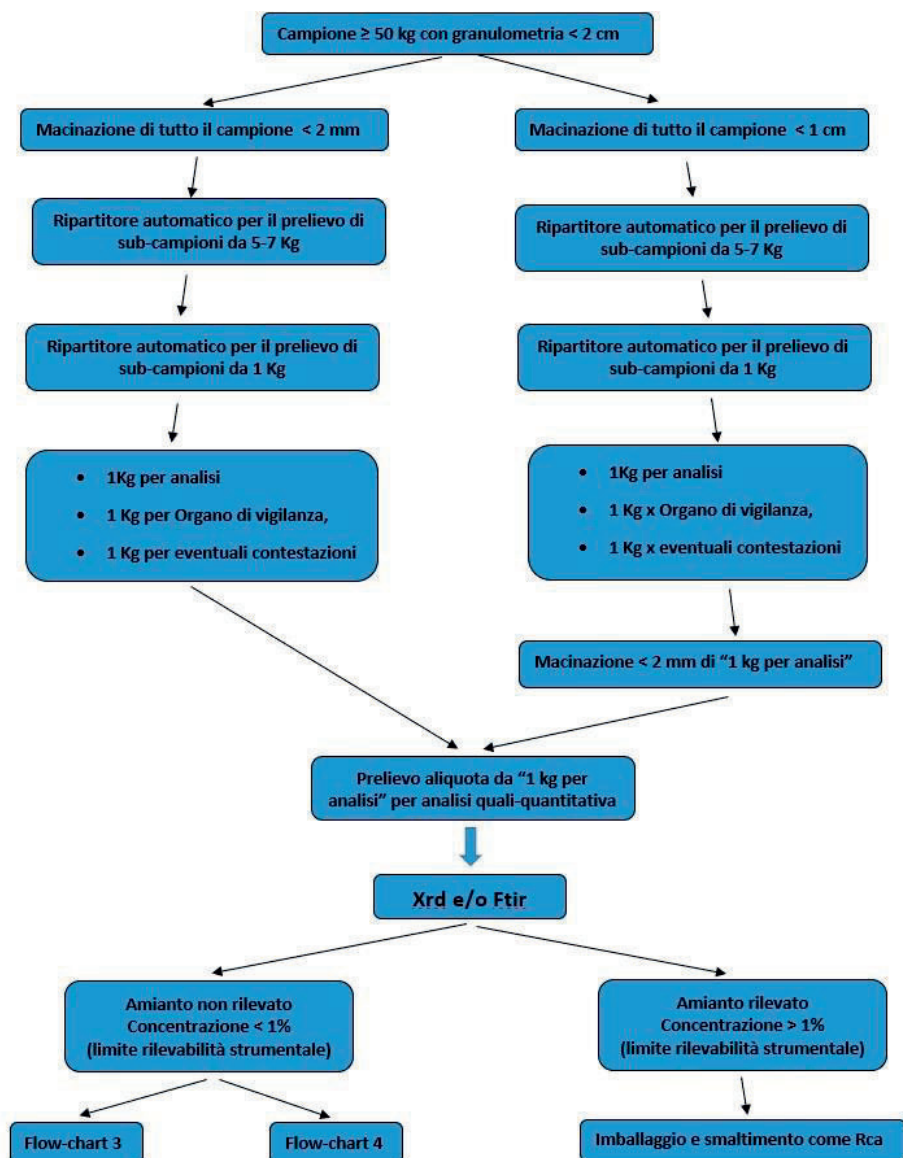 Campione ≥ 50 kg con granulometria < 2 cm
Macinazione di tutto il campione < 2 mm
Macinazione di tutto il campione < 1 cm
Ripartitore automatico per il prelievo di
sub-campioni da 5-7 Kg
Ripartitore automatico per il prelievo di
sub-campioni da 5-7 Kg
Ripartitore automatico per il prelievo di
sub-campioni da 1 Kg
Ripartitore automatico per il prelievo di
sub-campioni da 1 Kg
• 1Kg per analisi
• 1 Kg per Organo di vigilanza,
• 1 Kg per eventuali contestazioni
• 1Kg per analisi
• 1 Kg x Organo di vigilanza,
• 1 Kg x eventuali contestazioni
Macinazione < 2 mm di “1 kg per analisi”
Prelievo aliquota da “1 kg per
analisi” per analisi quali-quantitativa
Xrd e/o Ftir
Amianto non rilevato
Concentrazione < 1%
(limite rilevabilità strumentale)
Amianto rilevato
Concentrazione > 1%
(limite rilevabilità strumentale)
Flow-chart 3
Flow-chart 4
Imballaggio e smaltimento come Rca